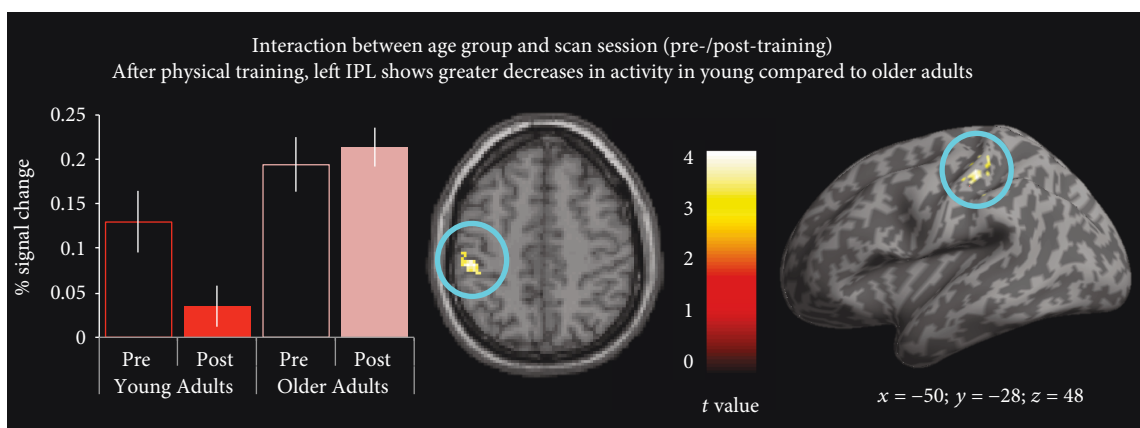 Interaction between age group and scan session (pre-/post-training)
After physical training, left IPL shows greater decreases in activity in young compared to older adults
% signal change
0.25
0.2
0.15
0.1
0.05
0
Pre Post Pre Post
Young Adults Older Adults
4
3
2
1
0
t value
x = −50; y = −28; z = 48